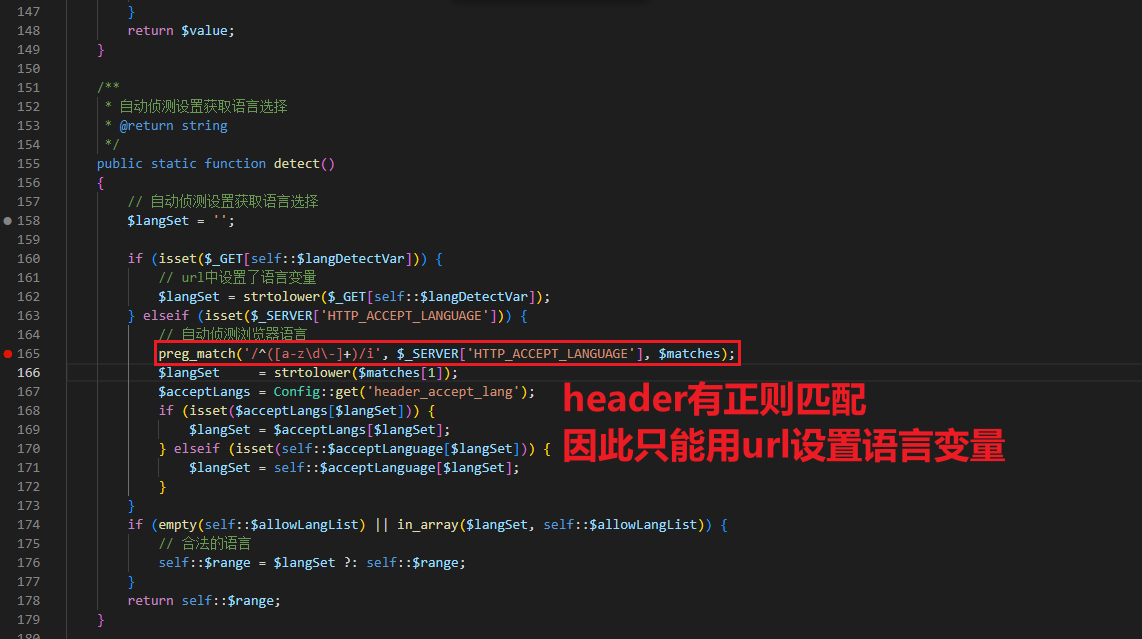 147 }
148 return $value;
149 }
150
151 /**
152 * 自动侦测设置获取语言选择
153 * @return string
154 */
155 public static function detect()
156 {
157 // 自动侦测设置获取语言选择
158 $langSet = '';
159
160 if (isset($_GET[self::$langDetectVar])) {
161 // url中设置了语言变量
162 $langSet = strtolower($_GET[self::$langDetectVar]);
163 } elseif (isset($_SERVER['HTTP_ACCEPT_LANGUAGE'])) {
164 // 自动侦测浏览器语言
165 preg_match('/^([a-z\d\-]+)/i', $_SERVER['HTTP_ACCEPT_LANGUAGE'], $matches);
166 $langSet     = strtolower($matches[1]);
167 $acceptLangs = Config::get('header_accept_lang');
168 if (isset($acceptLangs[$langSet])) {
169 $langSet = $acceptLangs[$langSet];
170 } elseif (isset(self::$acceptLanguage[$langSet])) {
171 $langSet = self::$acceptLanguage[$langSet];
172 }
173 }
174 if (empty(self::$allowLangList) || in_array($langSet, self::$allowLangList)) {
175 // 合法的语言
176 self::$range = $langSet ?: self::$range;
177 }
178 return self::$range;
179 }
header有正则匹配
因此只能用url设置语言变量